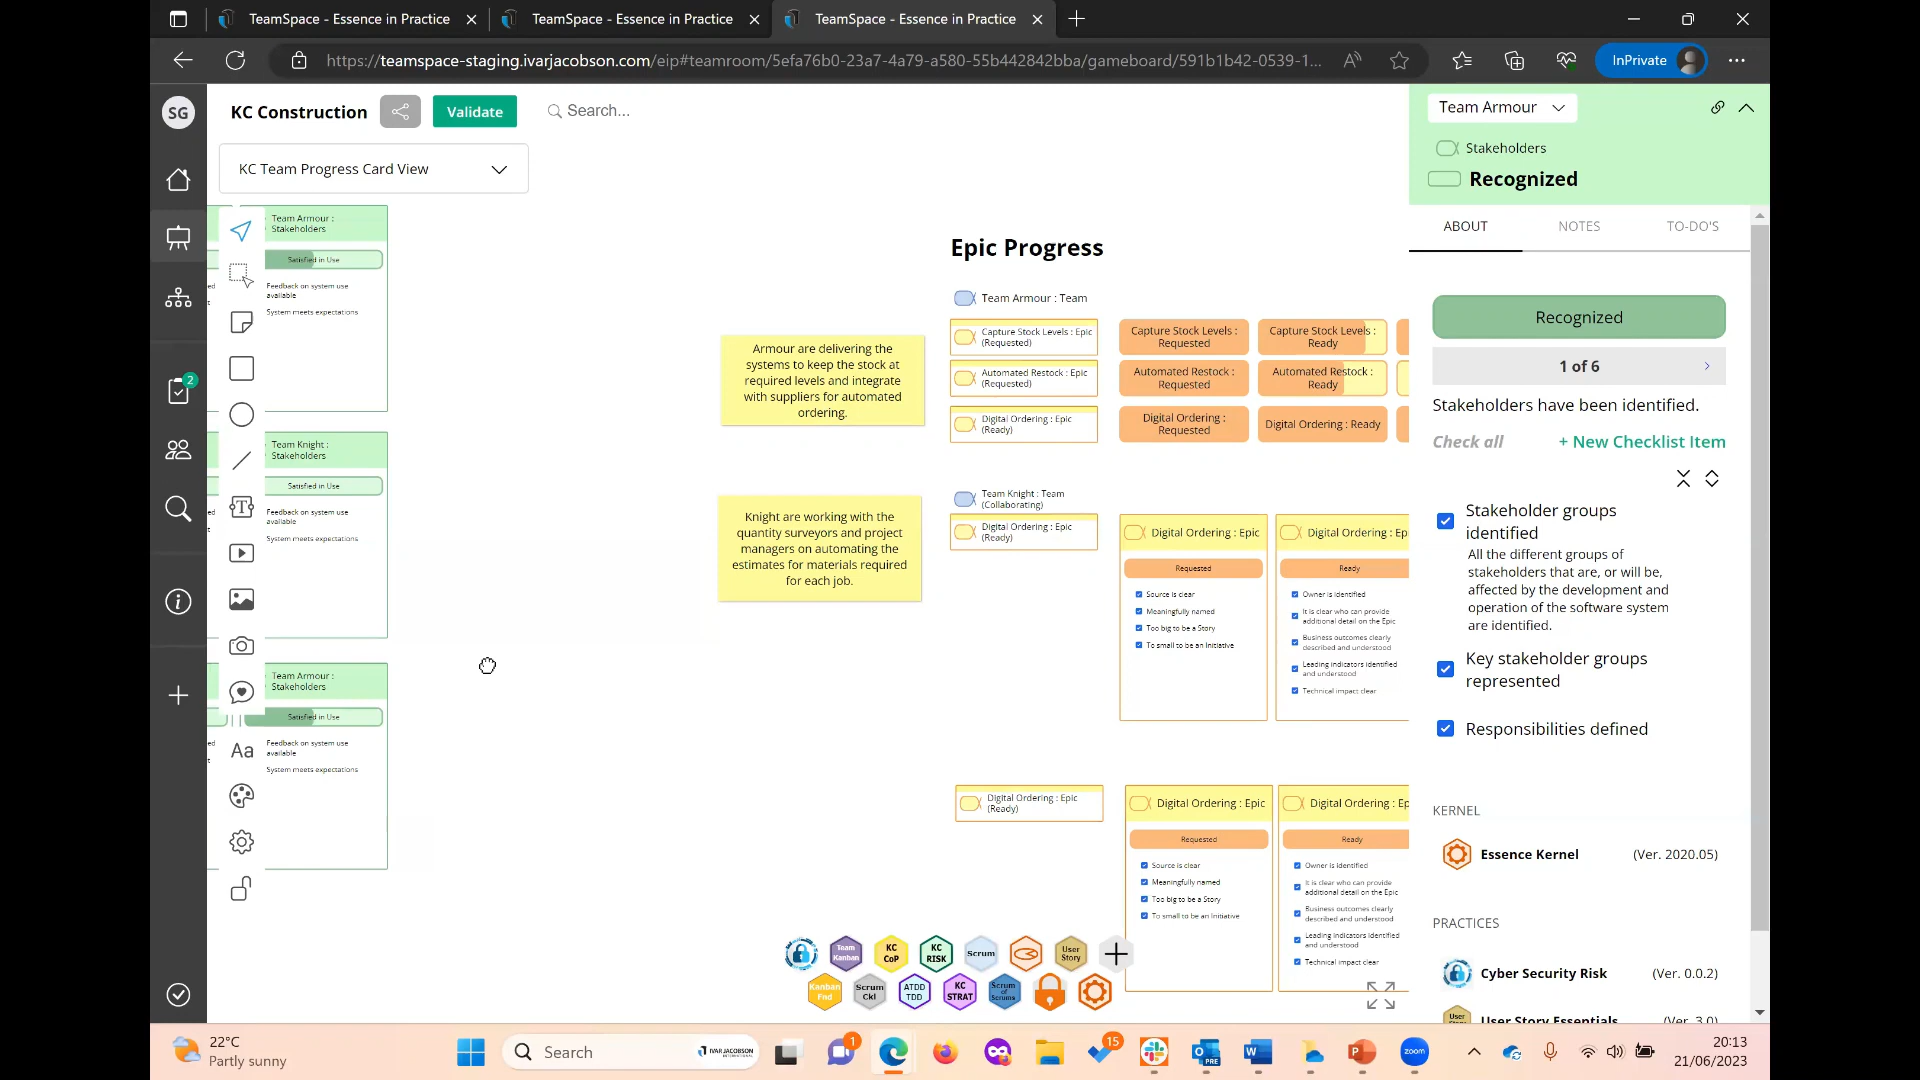 TeamSpace - Essence in Practice
TeamSpace - Essence in Practice
TeamSpace - Essence in Practice
https://teamspace-staging.ivarjacobson.com/eip#teamroom/5efa76b0-23a7-4a79-a580-55b442842bba/gameboard/591b1b42-0539-1...
InPrivate
SG
KC Construction
Validate
Search...
KC Team Progress Card View
2
Team Armour :
Stakeholders
Satisfied in Use
Feedback on system use
available
System meets expectations
Team Knight :
Stakeholders
Satisfied in Use
Feedback on system use
available
System meets expectations
Team Armour :
Stakeholders
Satisfied in Use
Feedback on system use
available
System meets expectations
Aa
Armour are delivering the
systems to keep the stock at
required levels and integrate
with suppliers for automated
ordering.
Knight are working with the
quantity surveyors and project
managers on automating the
estimates for materials required
for each job.
Epic Progress
Team Armour : Team
Capture Stock Levels : Epic
(Requested)
Capture Stock Levels :
Requested
Capture Stock Levels :
Ready
Automated Restock : Epic
(Requested)
Automated Restock :
Requested
Automated Restock :
Ready
Digital Ordering : Epic
(Ready)
Digital Ordering :
Requested
Digital Ordering : Ready
Team Knight : Team
(Collaborating)
Digital Ordering : Epic
(Ready)
Digital Ordering : Epic
Requested
Source is clear
Meaningfully named
Too big to be a Story
To small to be an Initiative
Digital Ordering : Ep
Ready
Owner is identified
It is clear who can provide
additional detail on the Epic
Business outcomes clearly
described and understood
Leading indicators identified
and understood
Technical impact clear
Digital Ordering : Epic
(Ready)
Digital Ordering : Epic
Requested
Source is clear
Meaningfully named
Too big to be a Story
To small to be an Initiative
Digital Ordering : Ep
Ready
Owner is identified
It is clear who can provide
additional detail on the Epic
Business outcomes clearly
described and understood
Leading indicators identified
and understood
Technical impact clear
Team
Kanban
KC
CoP
KC
RISK
Scrum
User
Story
Kanban
Fnd
Scrum
Ckl
ATDD
TDD
KC
STRAT
Scrum
of
Scrums
Team Armour
Stakeholders
Recognized
ABOUT
NOTES
TO-DO'S
Recognized
1 of 6
Stakeholders have been identified.
Check all
+ New Checklist Item
Stakeholder groups
identified
All the different groups of
stakeholders that are, or will be,
affected by the development and
operation of the software system
are identified.
Key stakeholder groups
represented
Responsibilities defined
KERNEL
Essence Kernel
(Ver. 2020.05)
PRACTICES
Cyber Security Risk
(Ver. 0.0.2)
User
User Story Essentials
(Ver. 3.0)
22°C
Partly sunny
Search
IVAR JACOBSON
INTERNATIONAL
1
15
PRE
zoom
20:13
21/06/2023